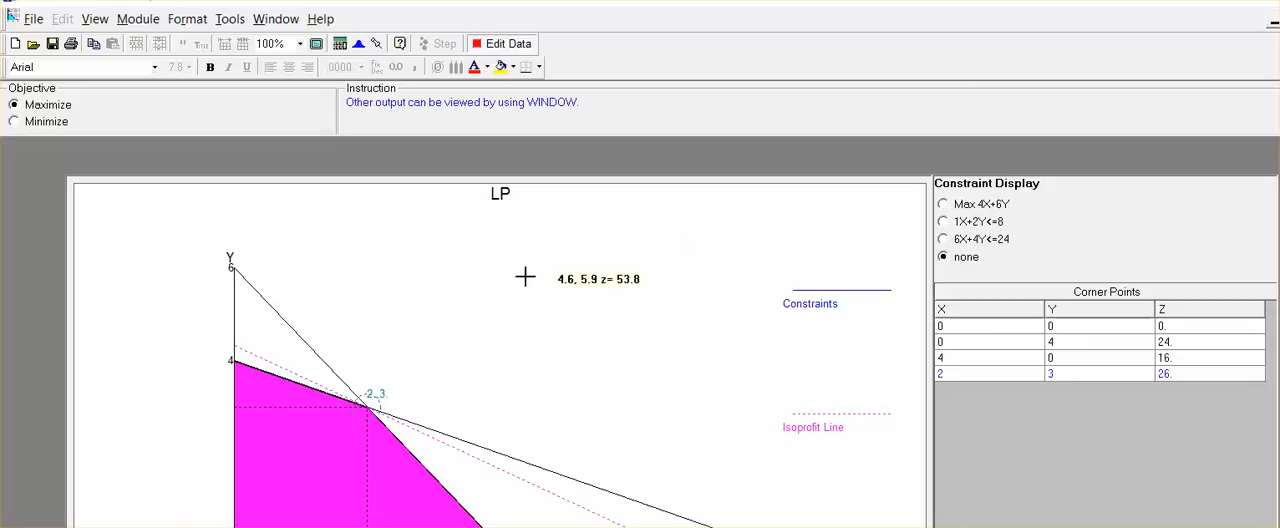 File Edit View Module Format Tools Window Help
100% Step Edit Data
Arial 7.8 B I U .0000 Fix Dec 0.0 , A
Objective
Maximize
Minimize
Instruction
Other output can be viewed by using WINDOW.
LP
Y
6
4
2, 3.
4.6, 5.9 z= 53.8
Constraints
Isoprofit Line
Constraint Display
Max 4X+6Y
1X+2Y<=8
6X+4Y<=24
none
Corner Points
X Y Z
0 0 0.
0 4 24.
4 0 16.
2 3 26.